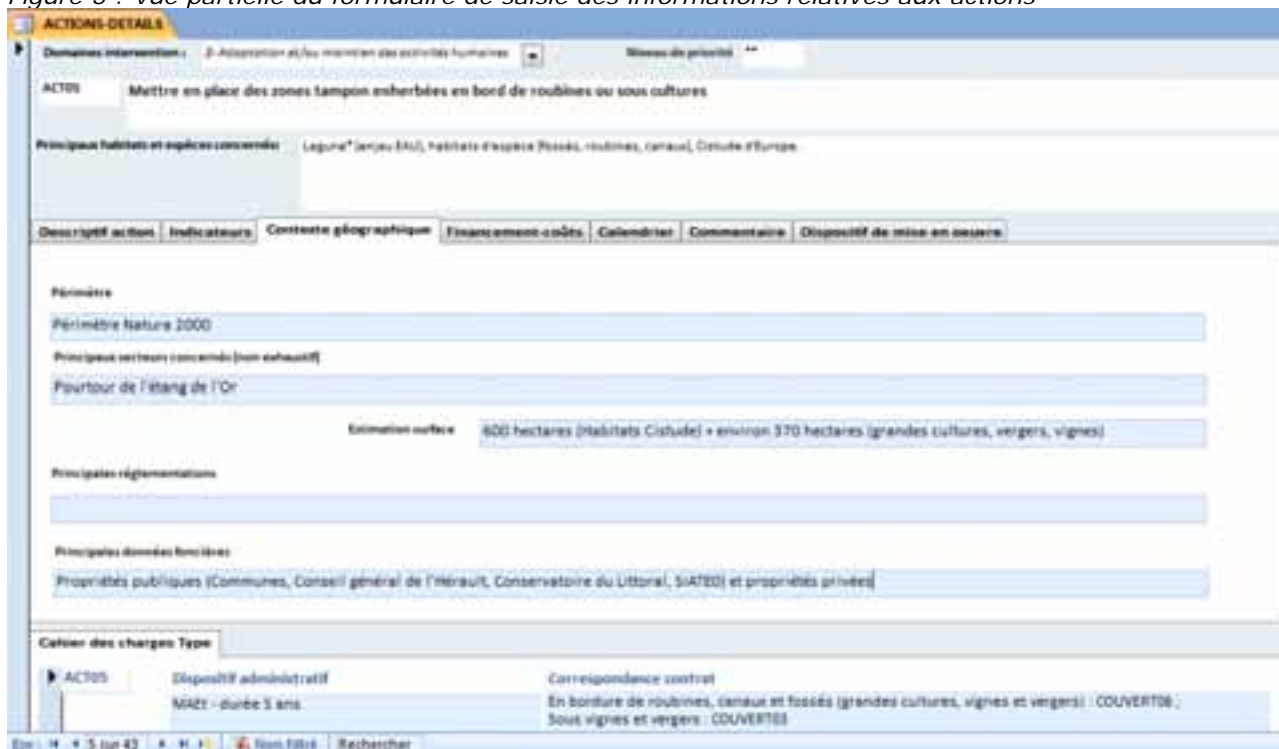 Figure 5 : Vue partielle du formulaire de saisie des informations relatives aux actions
ACTIONS-DETAILS
Domaines intervention : 2-Adaptation et/ou maintien des activités humaines Niveau de priorité **
ACT05 Mettre en place des zones tampon enherbées en bord de roubines ou sous cultures
Principaux habitats et espèces concernés Lagune* (enjeu EAU), habitats d'espèce (fossés, roubines, canaux), Cistude d'Europe.
Descriptif action Indicateurs Contexte géographique Financement-coûts Calendrier Commentaire Dispositif de mise en oeuvre
Périmètre
Périmètre Natura 2000
Principaux secteurs concernés (non exhaustif)
Pourtour de l'étang de l'Or
Estimation surface 600 hectares (Habitats Cistude) + environ 370 hectares (grandes cultures, vergers, vignes)
Principales réglementations
Principales données foncières
Propriétés publiques (Communes, Conseil général de l'Hérault, Conservatoire du Littoral, SIATEO) et propriétés privées
Cahier des charges Type
ACT05 Dispositif administratif Correspondance contrat
MAEt - durée 5 ans En bordure de roubines, canaux et fossés (grandes cultures, vignes et vergers) : COUVERT06 ;
Sous vignes et vergers : COUVERT03
Enr : 5 sur 43 Non filtré Rechercher